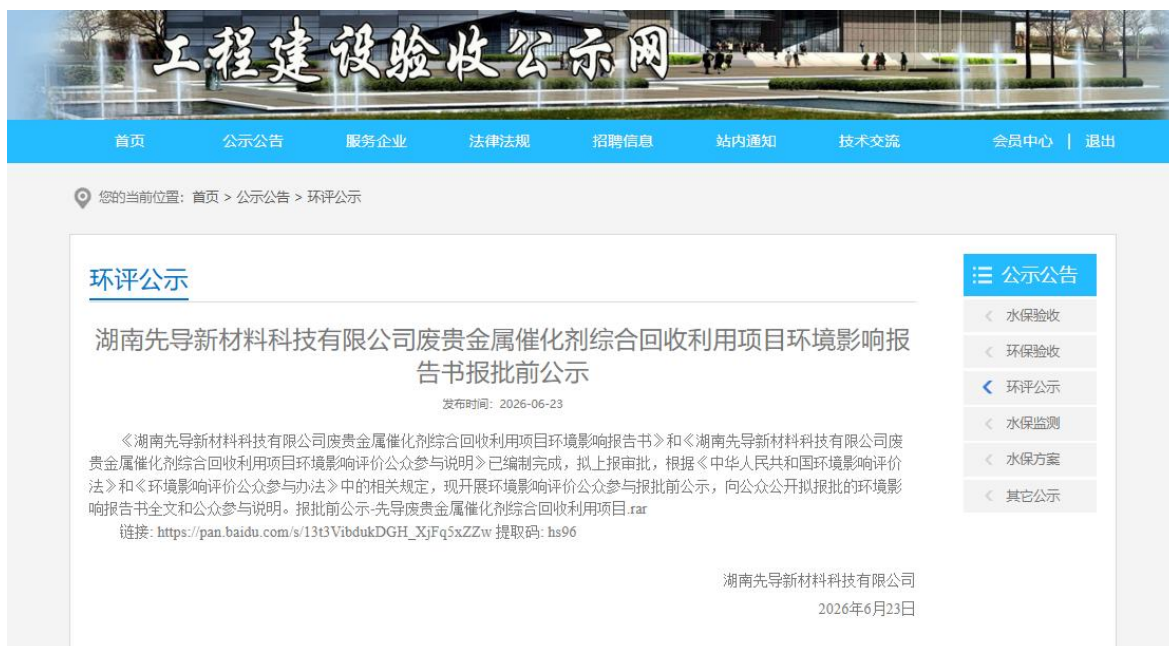 工程建设验收公示网
首页 公示公告 服务企业 法律法规 招聘信息 站内通知 技术交流 会员中心 | 退出
您的当前位置：首页 > 公示公告 > 环评公示
环评公示
湖南先导新材料科技有限公司废贵金属催化剂综合回收利用项目环境影响报
告书报批前公示
发布时间：2026-06-23
《湖南先导新材料科技有限公司废贵金属催化剂综合回收利用项目环境影响报告书》和《湖南先导新材料科技有限公司废
贵金属催化剂综合回收利用项目环境影响评价公众参与说明》已编制完成，拟上报审批，根据《中华人民共和国环境影响评价
法》和《环境影响评价公众参与办法》中的相关规定，现开展环境影响评价公众参与报批前公示，向公众公开拟报批的环境影
响报告书全文和公众参与说明。报批前公示-先导废贵金属催化剂综合回收利用项目.rar
链接: https://pan.baidu.com/s/13t3VibdukDGH_XjFq5xZZw 提取码: hs96
湖南先导新材料科技有限公司
2026年6月23日
公示公告
水保验收
环保验收
环评公示
水保监测
水保方案
其它公示